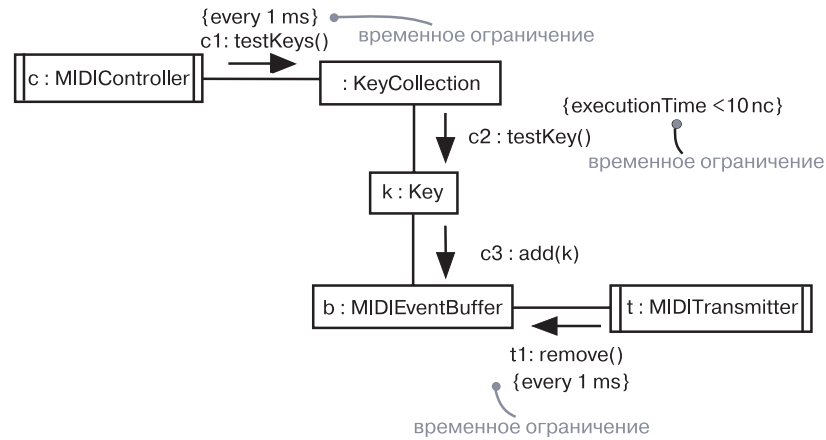 {every 1 ms}
c1: testKeys()
временное ограничение
c : MIDIController
: KeyCollection
{executionTime <10 nc}
c2 : testKey()
временное ограничение
k : Key
c3 : add(k)
b : MIDIEventBuffer
t : MIDITransmitter
t1: remove()
{every 1 ms}
временное ограничение